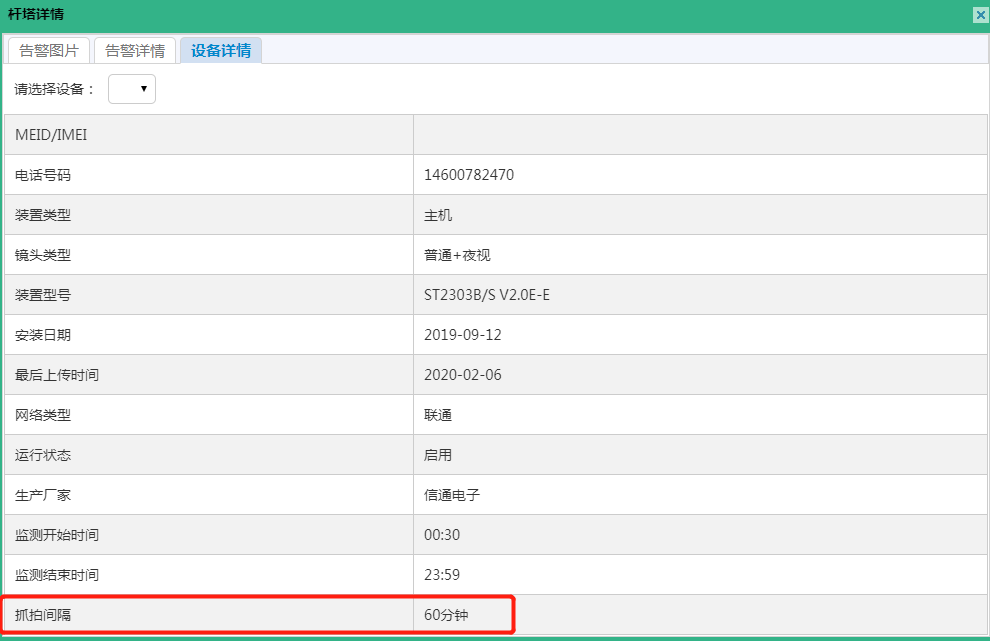 杆塔详情
告警图片 告警详情 设备详情
请选择设备：
MEID/IMEI
电话号码 14600782470
装置类型 主机
镜头类型 普通+夜视
装置型号 ST2303B/S V2.0E-E
安装日期 2019-09-12
最后上传时间 2020-02-06
网络类型 联通
运行状态 启用
生产厂家 信通电子
监测开始时间 00:30
监测结束时间 23:59
抓拍间隔 60分钟